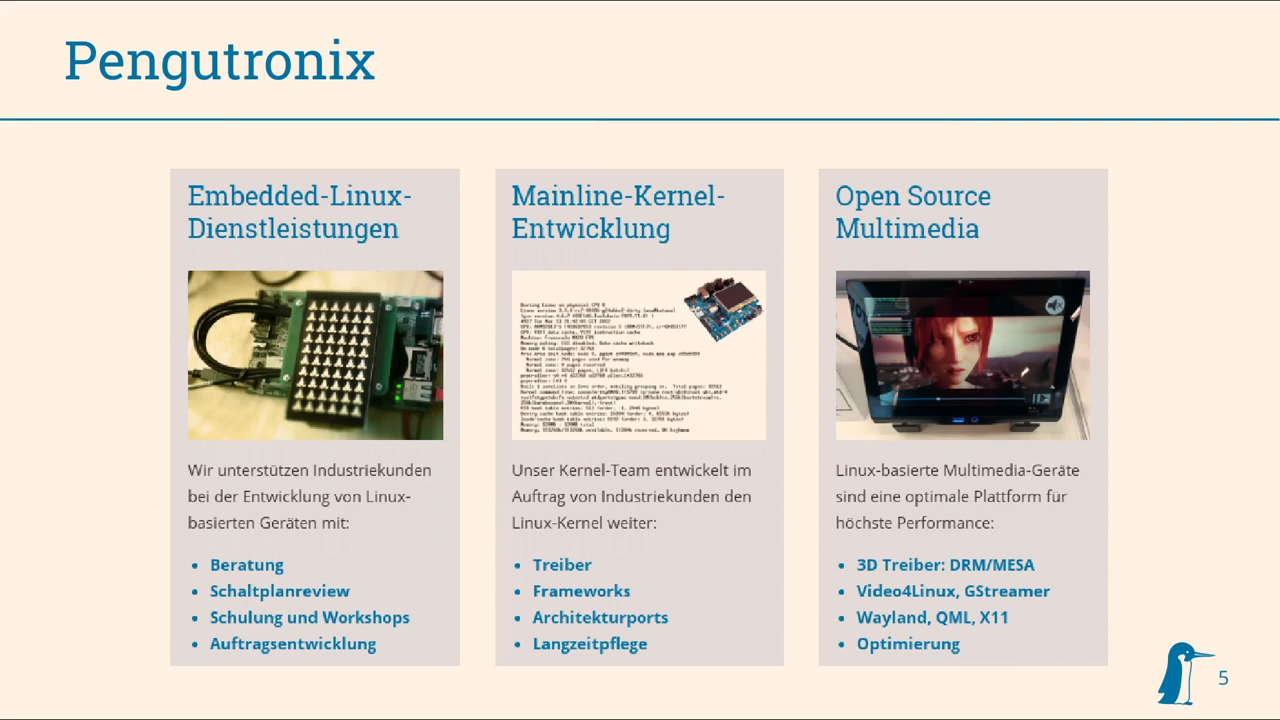 Pengutronix
Embedded-Linux-
Dienstleistungen
Wir unterstützen Industriekunden
bei der Entwicklung von Linux-
basierten Geräten mit:
• Beratung
• Schaltplanreview
• Schulung und Workshops
• Auftragsentwicklung
Mainline-Kernel-
Entwicklung
Unser Kernel-Team entwickelt im
Auftrag von Industriekunden den
Linux-Kernel weiter:
• Treiber
• Frameworks
• Architekturports
• Langzeitpflege
Open Source
Multimedia
Linux-basierte Multimedia-Geräte
sind eine optimale Plattform für
höchste Performance:
• 3D Treiber: DRM/MESA
• Video4Linux, GStreamer
• Wayland, QML, X11
• Optimierung
5